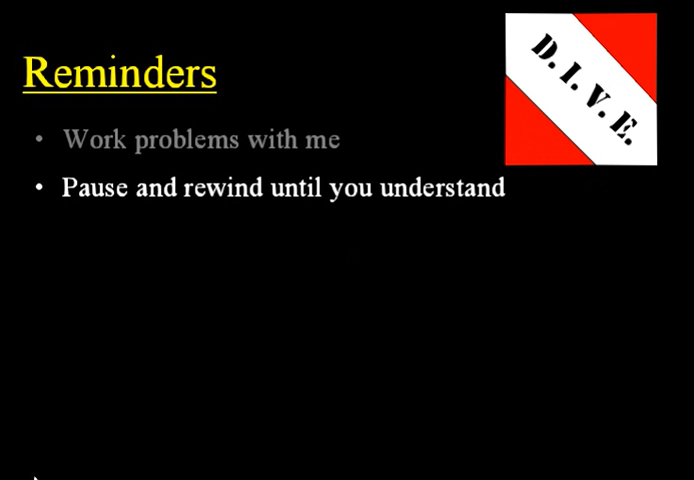 Reminders
D. I. V. E.
• Work problems with me
• Pause and rewind until you understand